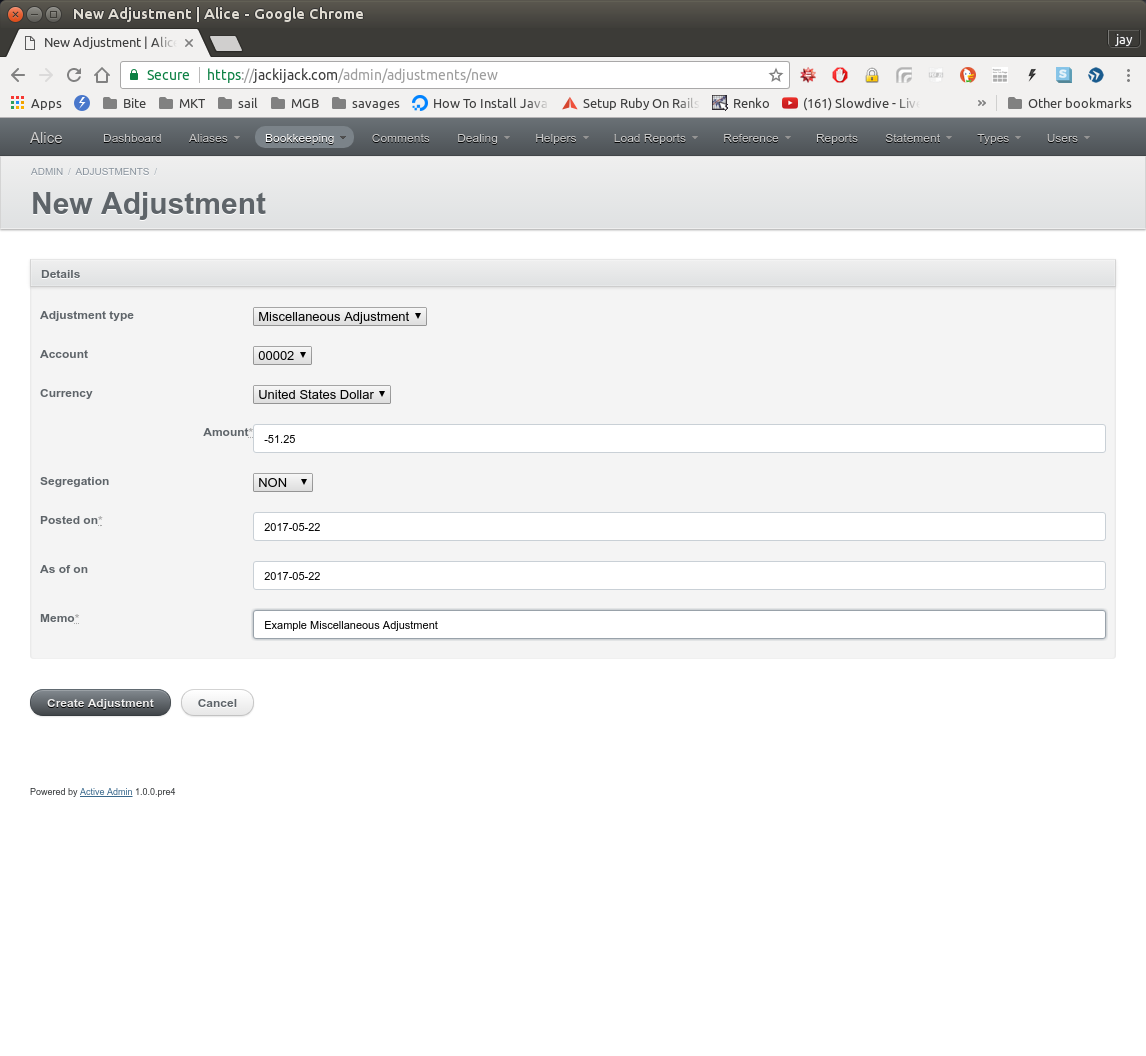 New Adjustment | Alice - Google Chrome
New Adjustment | Alic
jay
Secure https://jackijack.com/admin/adjustments/new
Apps Bite MKT sail MGB savages How To Install Java Setup Ruby On Rails Renko (161) Slowdive - Live » Other bookmarks
Alice Dashboard Aliases Bookkeeping Comments Dealing Helpers Load Reports Reference Reports Statement Types Users
ADMIN / ADJUSTMENTS /
New Adjustment
Details
Adjustment type Miscellaneous Adjustment
Account 00002
Currency United States Dollar
Amount* -51.25
Segregation NON
Posted on* 2017-05-22
As of on 2017-05-22
Memo* Example Miscellaneous Adjustment
Create Adjustment Cancel
Powered by Active Admin 1.0.0.pre4